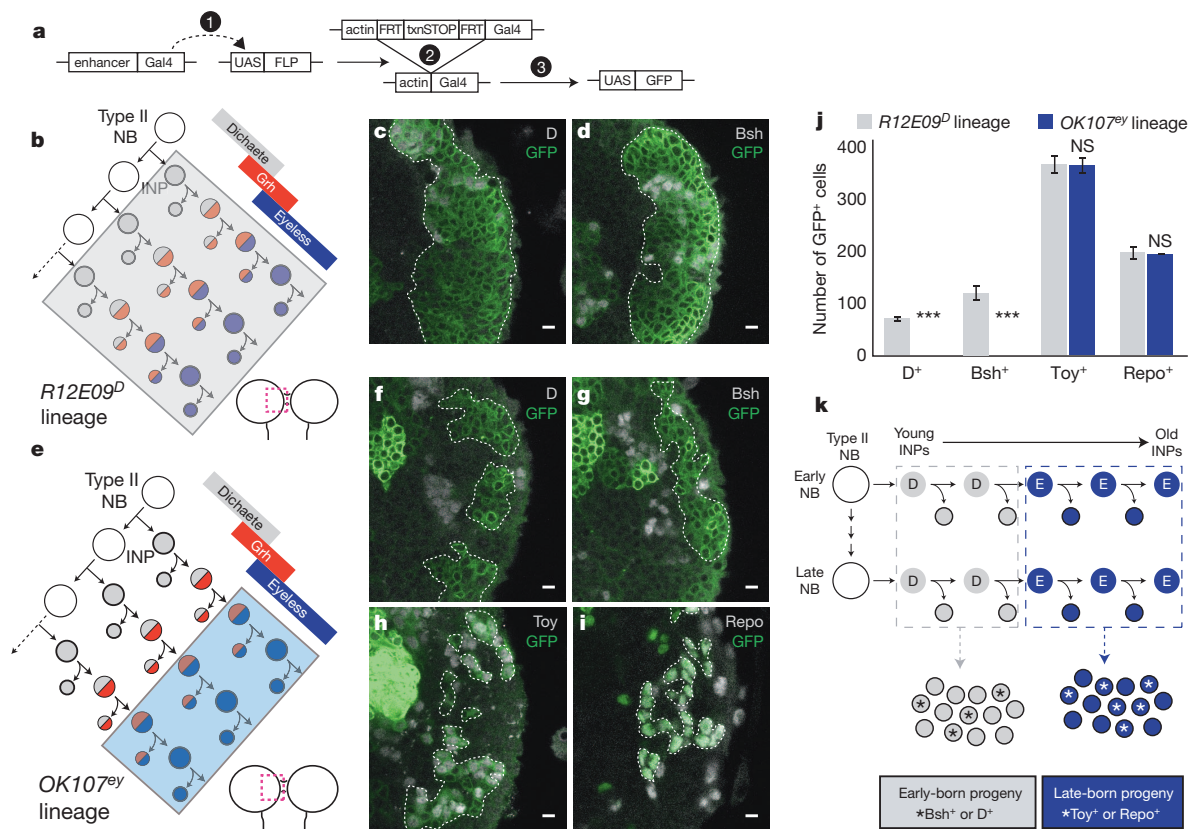 a
1
actin FRT txnSTOP FRT Gal4
enhancer Gal4
UAS FLP
2
actin Gal4
3
UAS GFP
b
Type II
NB
INP
Dichaete
Grh
Eyeless
R12E09D
lineage
c
D
GFP
d
Bsh
GFP
e
Type II
NB
INP
Dichaete
Grh
Eyeless
OK107ey
lineage
f
D
GFP
g
Bsh
GFP
h
Toy
GFP
i
Repo
GFP
j
R12E09D lineage
OK107ey lineage
Number of GFP+ cells
400
300
200
100
0
***
***
NS
NS
D+
Bsh+
Toy+
Repo+
k
Type II
NB
Young
INPs
Old
INPs
Early
NB
D D E E E
Late
NB
D D E E E
* * * *
* * * * * *
Early-born progeny
*Bsh+ or D+
Late-born progeny
*Toy+ or Repo+